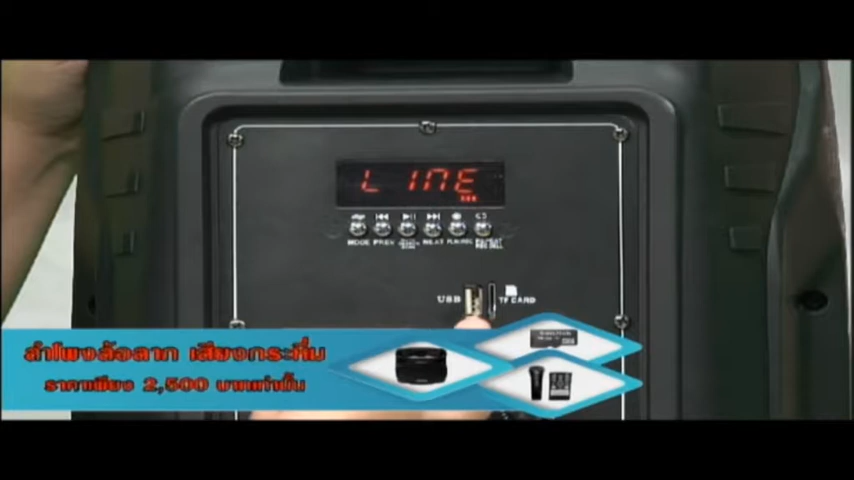 LINE
MODE PREV NEXT
USB TF CARD
ลำโพงล้อลาก เสียงกระหึ่ม
ราคาเพียง 2,500 บาทเท่านั้น